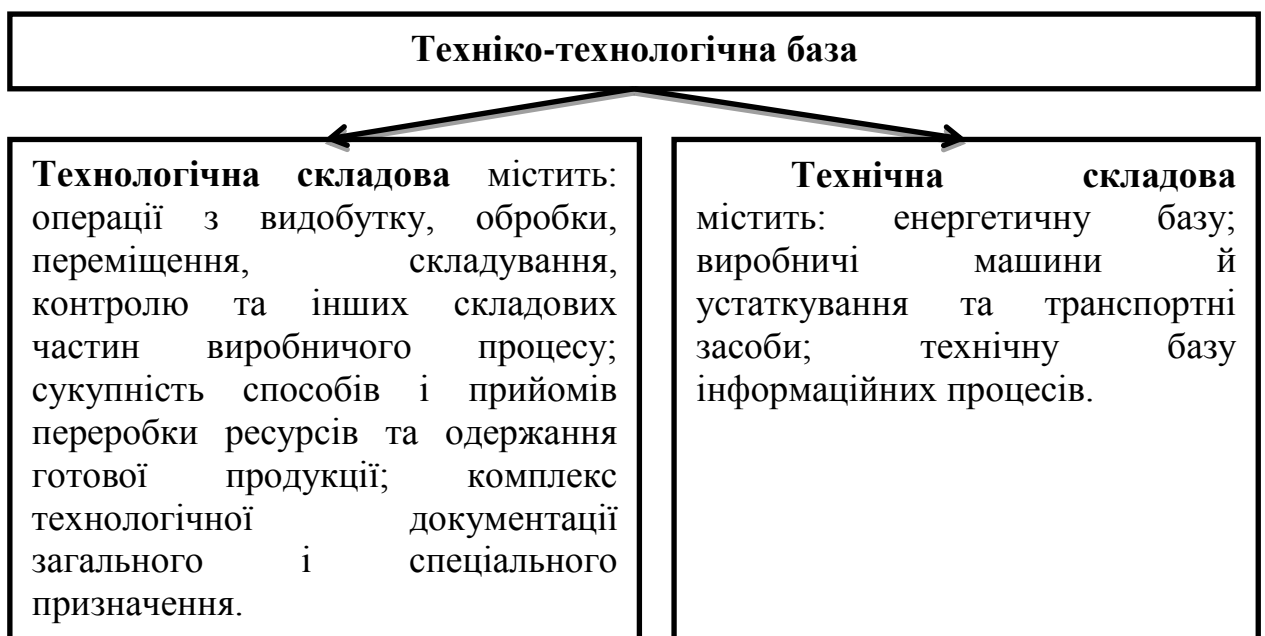 Техніко-технологічна база
Технологічна складова містить:
операції з видобутку, обробки,
переміщення, складування,
контролю та інших складових
частин виробничого процесу;
сукупність способів і прийомів
переробки ресурсів та одержання
готової продукції; комплекс
технологічної документації
загального і спеціального
призначення.
Технічна складова
містить: енергетичну базу;
виробничі машини й
устаткування та транспортні
засоби; технічну базу
інформаційних процесів.